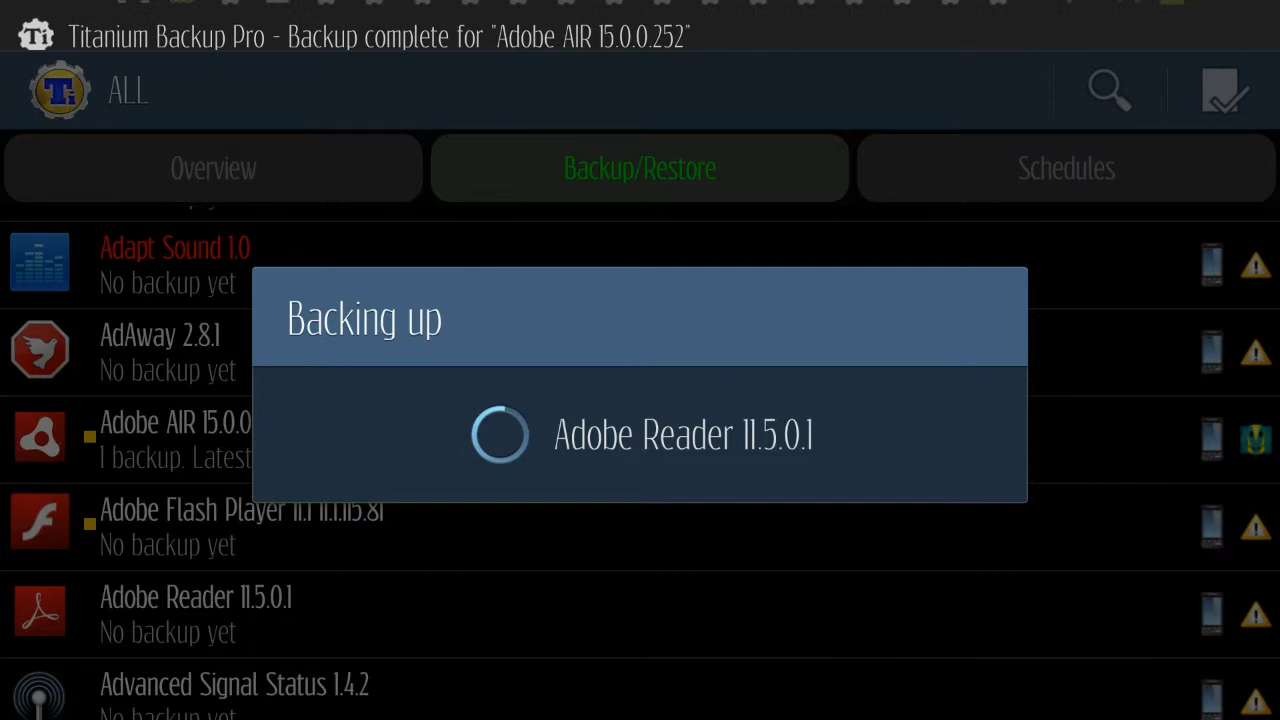 Titanium Backup Pro - Backup complete for "Adobe AIR 15.0.0.252"
ALL
Overview
Backup/Restore
Schedules
Adapt Sound 1.0
No backup yet
AdAway 2.8.1
No backup yet
Backing up
Adobe Reader 11.5.0.1
Adobe AIR 15.0.0
1 backup. Latest
Adobe Flash Player 11.1 11.1.115.81
No backup yet
Adobe Reader 11.5.0.1
No backup yet
Advanced Signal Status 1.4.2
No backup yet